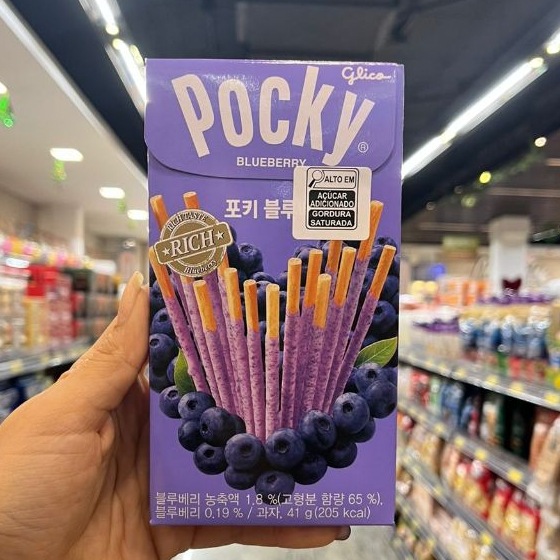 Glico
Pocky
®
BLUEBERRY
ALTO EM
AÇÚCAR
ADICIONADO
GORDURA
SATURADA
포키 블루
RICH TASTE
RICH
블루베리 농축액 1.8 %(고형분 함량 65 %),
블루베리 0.19 % / 과자, 41 g (205 kcal)